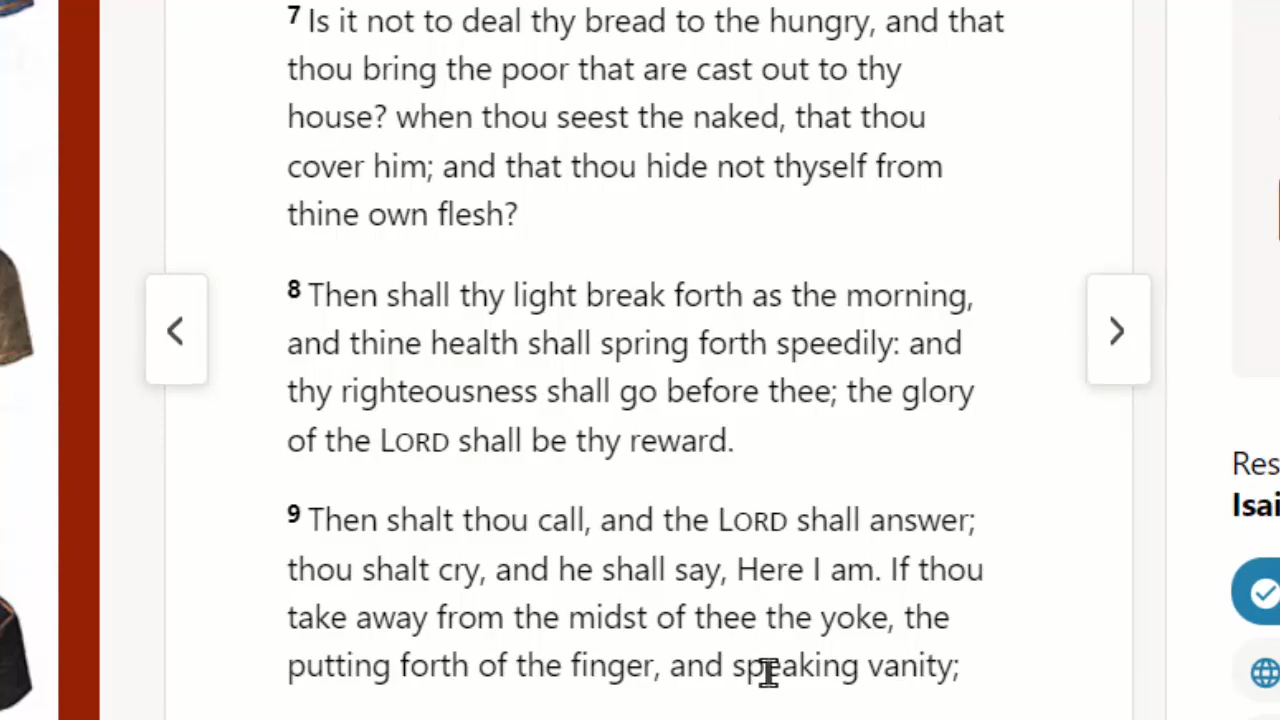 7 Is it not to deal thy bread to the hungry, and that
thou bring the poor that are cast out to thy
house? when thou seest the naked, that thou
cover him; and that thou hide not thyself from
thine own flesh?
8 Then shall thy light break forth as the morning,
and thine health shall spring forth speedily: and
thy righteousness shall go before thee; the glory
of the LORD shall be thy reward.
9 Then shalt thou call, and the LORD shall answer;
thou shalt cry, and he shall say, Here I am. If thou
take away from the midst of thee the yoke, the
putting forth of the finger, and speaking vanity;
Res
Isai